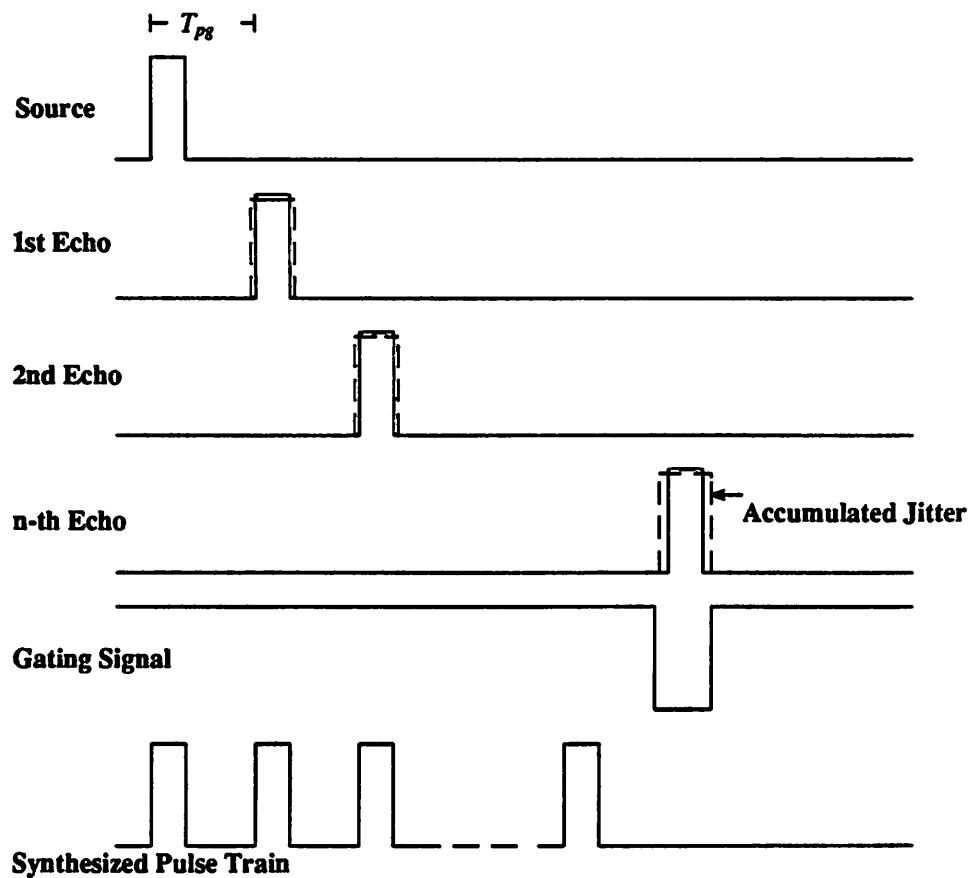 T_pg
Source
1st Echo
2nd Echo
n-th Echo
Accumulated Jitter
Gating Signal
Synthesized Pulse Train